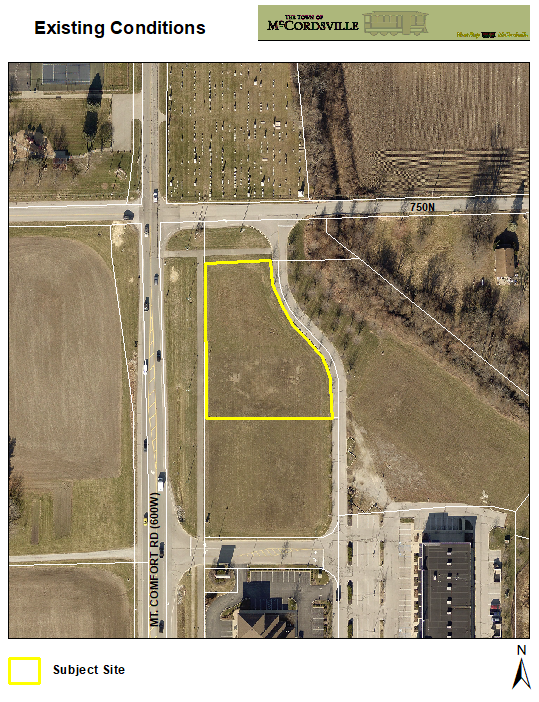 Existing Conditions
THE TOWN OF
McCORDSVILLE
750N
MT. COMFORT RD (600W)
Subject Site
N